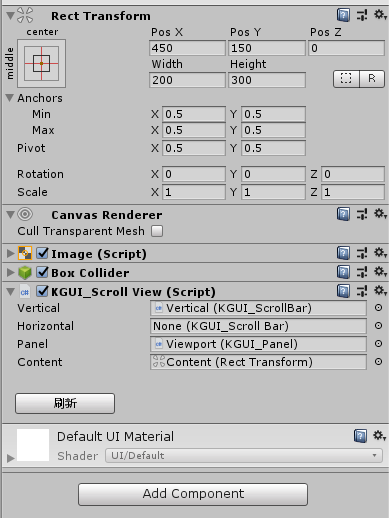 Rect Transform
center
middle
Pos X Pos Y Pos Z
450 150 0
Width Height
200 300
R
Anchors
Min X 0.5 Y 0.5
Max X 0.5 Y 0.5
Pivot X 0.5 Y 0.5
Rotation X 0 Y 0 Z 0
Scale X 1 Y 1 Z 1
Canvas Renderer
Cull Transparent Mesh
Image (Script)
Box Collider
KGUI_Scroll View (Script)
Vertical Vertical (KGUI_ScrollBar)
Horizontal None (KGUI_Scroll Bar)
Panel Viewport (KGUI_Panel)
Content Content (Rect Transform)
刷新
Default UI Material
Shader UI/Default
Add Component